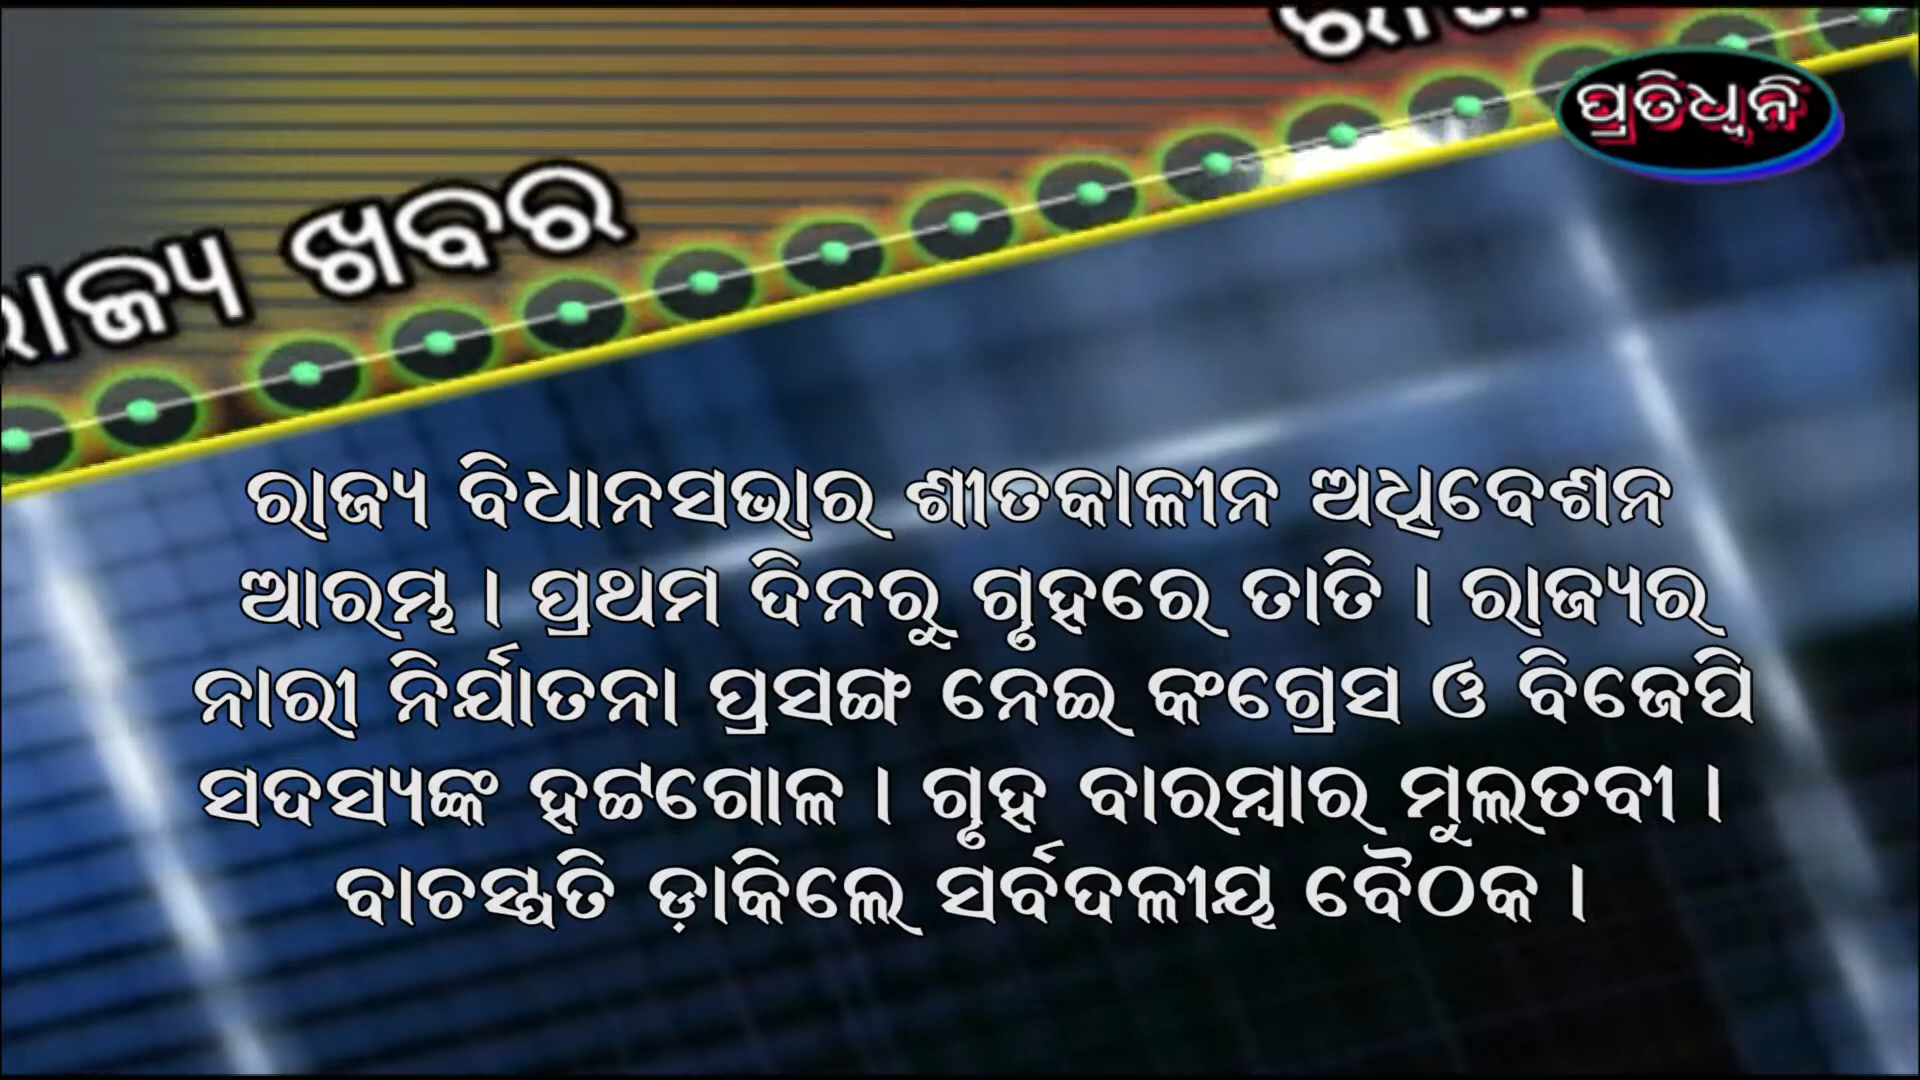 ପ୍ରତିଧ୍ୱନି
ରାଜ୍ୟ ଖବର
ରାଜ୍ୟ ବିଧାନସଭାର ଶୀତକାଳୀନ ଅଧିବେଶନ
ଆରମ୍ଭ । ପ୍ରଥମ ଦିନରୁ ଗୃହରେ ତାତି । ରାଜ୍ୟର
ନାରୀ ନିର୍ଯାତନା ପ୍ରସଙ୍ଗ ନେଇ କଂଗ୍ରେସ ଓ ବିଜେପି
ସଦସ୍ୟଙ୍କ ହଟ୍ଟଗୋଳ । ଗୃହ ବାରମ୍ବାର ମୁଲତବୀ ।
ବାଚସ୍ପତି ଡ଼ାକିଲେ ସର୍ବଦଳୀୟ ବୈଠକ ।